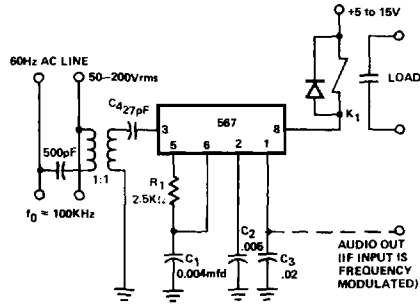 +5 to 15V
60Hz AC LINE
50–200Vrms
LOAD
C4 27pF
567
3
8
K1
500pF
5
6
2
1
1:1
R1
2.5KΩ
f0 ≈ 100KHz
C2
.006
C1
0.004mfd
C3
.02
AUDIO OUT
(IF INPUT IS
FREQUENCY
MODULATED)